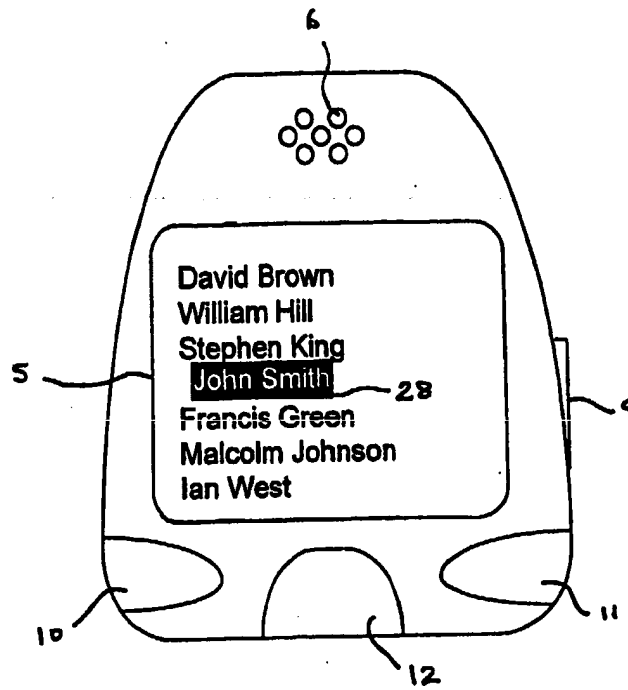 6
David Brown
William Hill
Stephen King
5
John Smith
28
Francis Green
Malcolm Johnson
Ian West
10
11
12